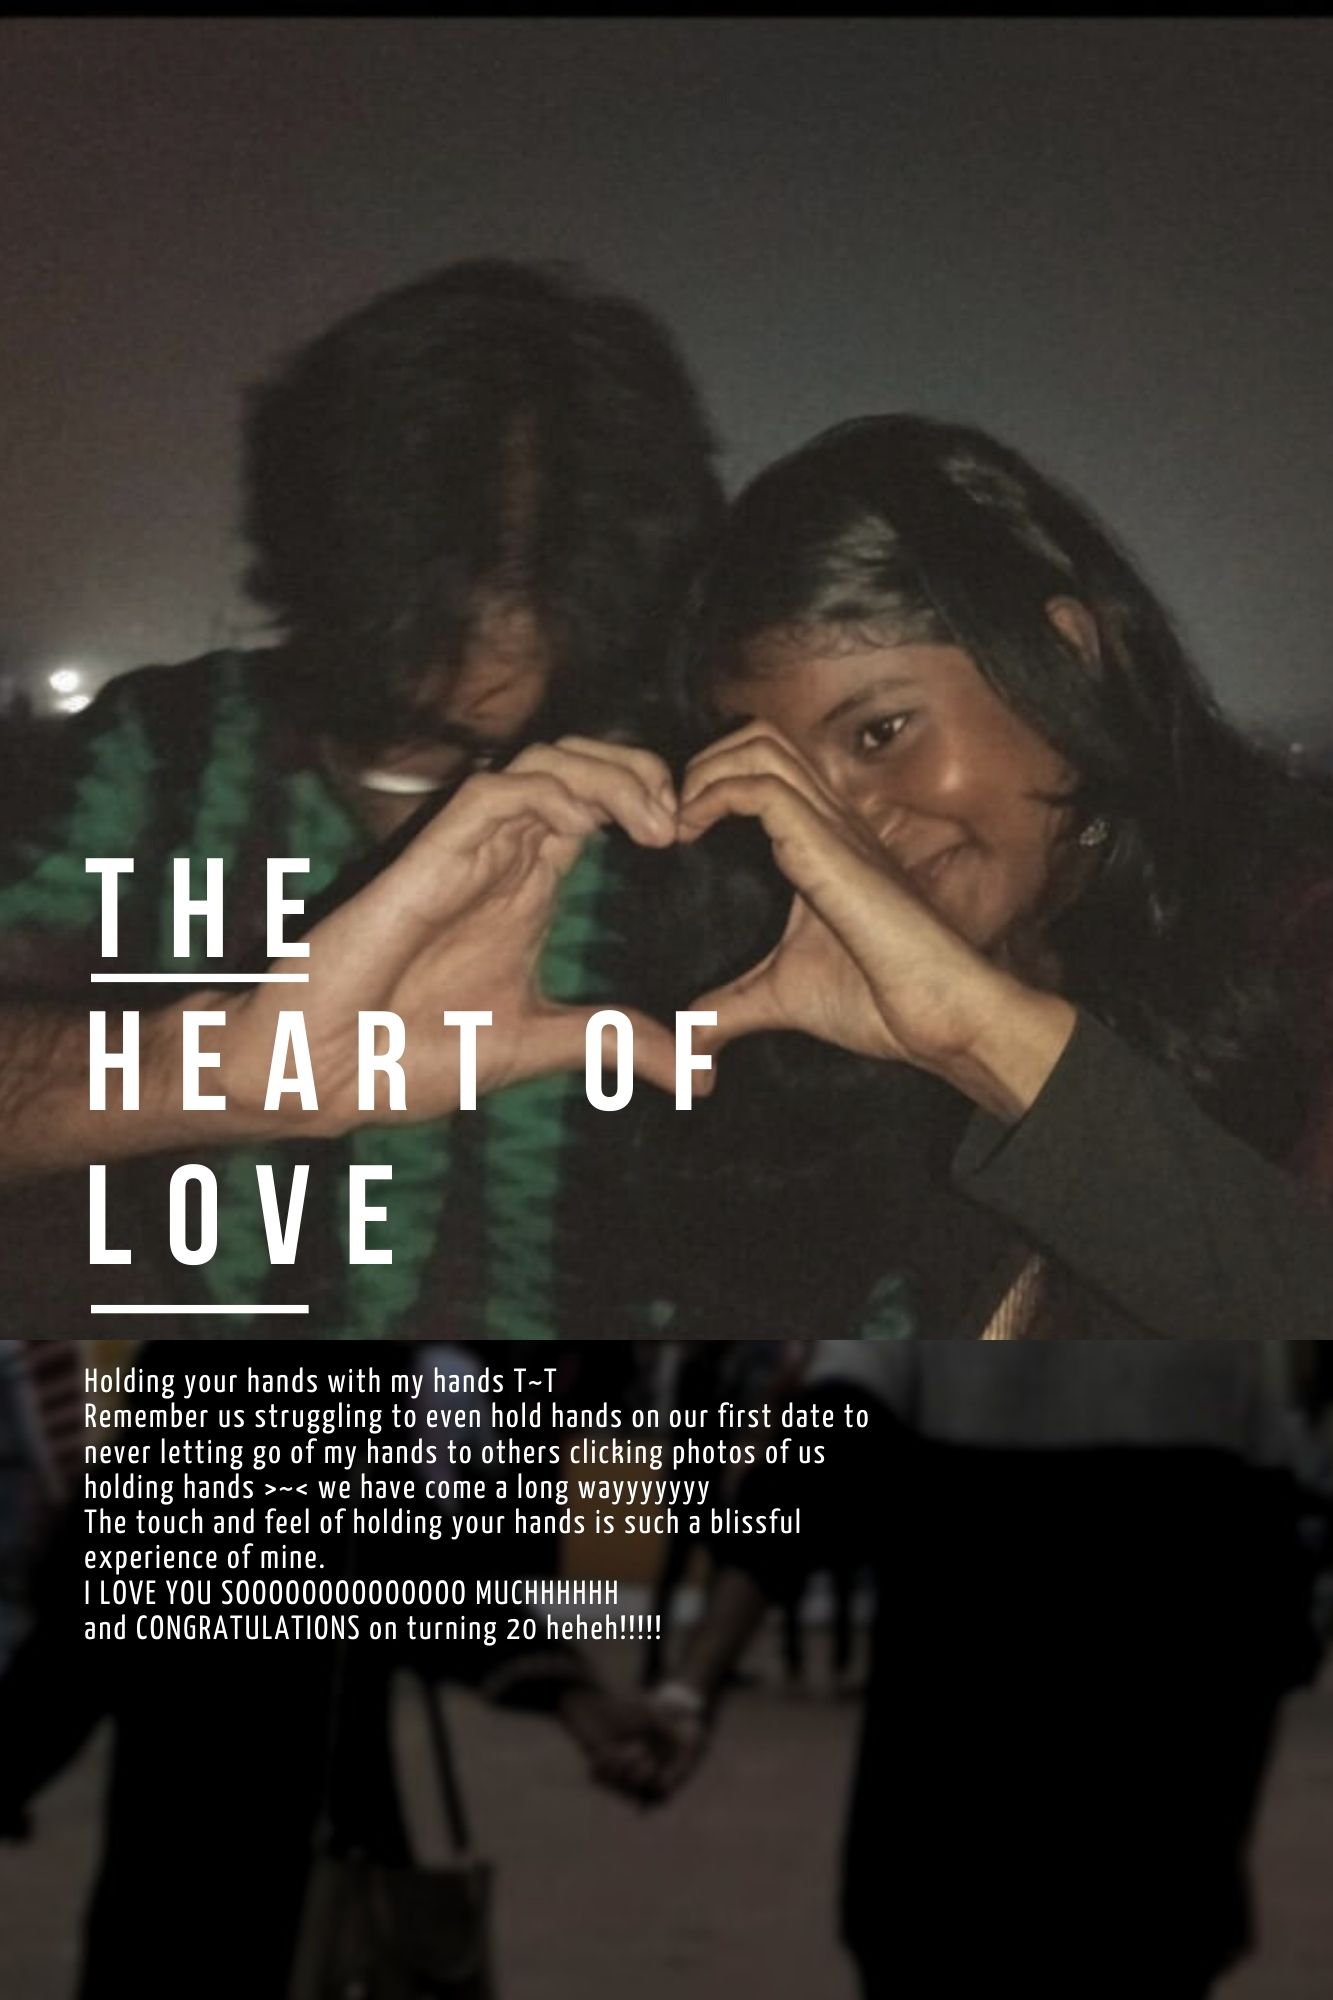 THE
HEART OF
LOVE
Holding your hands with my hands T~T
Remember us struggling to even hold hands on our first date to
never letting go of my hands to others clicking photos of us
holding hands >~< we have come a long wayyyyyyy
The touch and feel of holding your hands is such a blissful
experience of mine.
I LOVE YOU SOOOOOOOOOOOOOO MUCHHHHHH
and CONGRATULATIONS on turning 20 heheh!!!!!